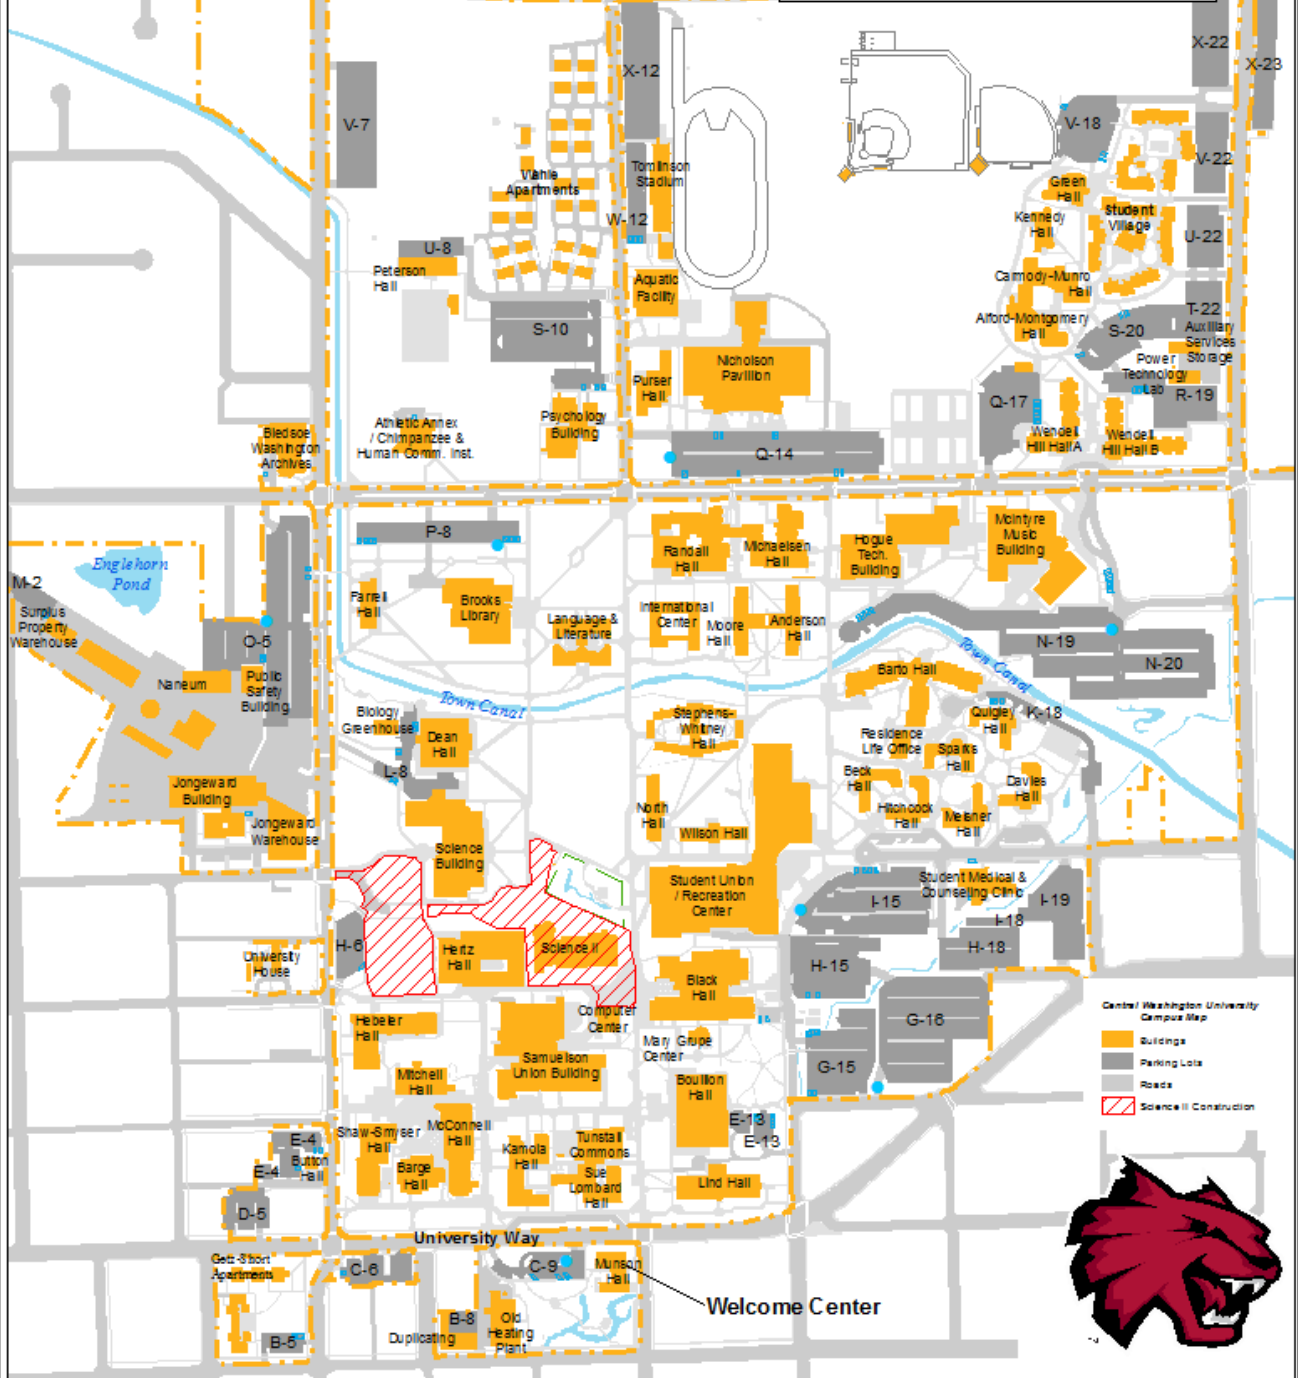 X-12
X-22
X-23
V-7
V-18
V-22
Tomlinson
Stadium
Wahle
Apartments
Green
Hall
W-12
Kennedy
Hall
Student
Village
U-22
U-8
Peterson
Hall
Aquatic
Facility
Carmody-Munro
Hall
Alford-Montgomery
Hall
T-22
Auxiliary
Services
Storage
S-10
S-20
Nicholson
Pavilion
Power
Technology
Lab
Purser
Hall
R-19
Q-17
Athletic Annex
/ Chimpanzee &
Human Comm. Inst.
Psychology
Building
Bledsoe
Washington
Archives
Wendell
Hill Hall A
Wendell
Hill Hall B
Q-14
P-8
Randall
Hall
Michaelsen
Hall
Hogue
Tech.
Building
McIntyre
Music
Building
Englehorn
Pond
M-2
Surplus
Property
Warehouse
Farrell
Hall
Brooks
Library
Language &
Literature
International
Center
Moore
Hall
Anderson
Hall
O-5
N-19
N-20
Town Canal
Naneum
Public
Safety
Building
Barto Hall
Town Canal
Biology
Greenhouse
Dean
Hall
Stephens-
Whitney
Hall
Quigley
Hall
K-18
Residence
Life Office
Sparks
Hall
L-8
Beck
Hall
Davies
Hall
Jongeward
Building
Hitchcock
Hall
Meisner
Hall
North
Hall
Wilson Hall
Jongeward
Warehouse
Science
Building
Student Union
/ Recreation
Center
Student Medical &
Counseling Clinic
I-15
I-19
I-18
H-6
Hertz
Hall
Science II
H-18
University
House
H-15
Black
Hall
Central Washington University
Campus Map
Buildings
Parking Lots
Roads
Science II Construction
Computer
Center
G-16
Hebeler
Hall
Mary Grupe
Center
Samuelson
Union Building
G-15
Mitchell
Hall
Bouillon
Hall
E-13
E-13
Shaw-Smyser
Hall
McConnell
Hall
Kamola
Hall
Tunstall
Commons
Sue
Lombard
Hall
E-4
Button
Hall
E-4
Barge
Hall
Lind Hall
D-5
University Way
Getz-Short
Apartments
C-6
C-9
Munson
Hall
Welcome Center
B-8
Old
Heating
Plant
Duplicating
B-5